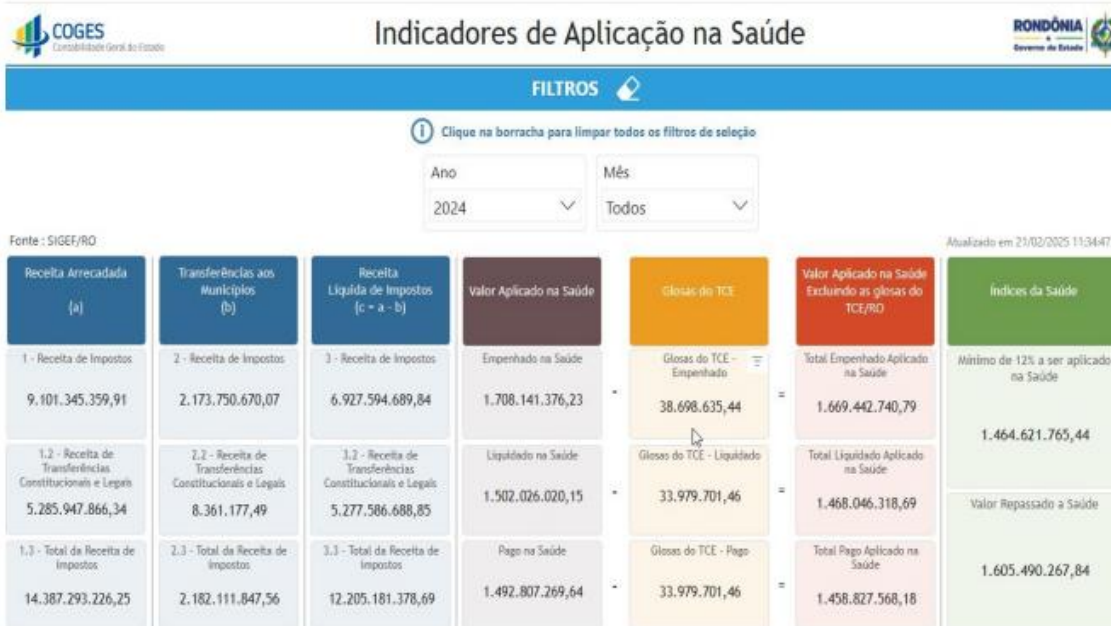 COGES
Contabilidade Geral do Estado
Indicadores de Aplicação na Saúde
RONDÔNIA
Governo do Estado
FILTROS
Clique na borracha para limpar todos os filtros de seleção
Ano
Mês
2024
Todos
Fonte : SIGEF/RO
Atualizado em 21/02/2025 11:34:47
Receita Arrecadada
(a)
Transferências aos
Municípios
(b)
Receita
Líquida de Impostos
(c = a - b)
Valor Aplicado na Saúde
Glosas do TCE
Valor Aplicado na Saúde
Excluindo as glosas do
TCE/RO
Índices da Saúde
1 - Receita de Impostos
9.101.345.359,91
2 - Receita de Impostos
2.173.750.670,07
3 - Receita de Impostos
6.927.594.689,84
Empenhado na Saúde
1.708.141.376,23
-
Glosas do TCE -
Empenhado
38.698.635,44
=
Total Empenhado Aplicado
na Saúde
1.669.442.740,79
Mínimo de 12% a ser aplicado
na Saúde
1.464.621.765,44
1.2 - Receita de
Transferências
Constitucionais e Legais
5.285.947.866,34
2.2 - Receita de
Transferências
Constitucionais e Legais
8.361.177,49
3.2 - Receita de
Transferências
Constitucionais e Legais
5.277.586.688,85
Liquidado na Saúde
1.502.026.020,15
-
Glosas do TCE - Liquidado
33.979.701,46
=
Total Liquidado Aplicado
na Saúde
1.468.046.318,69
Valor Repassado a Saúde
1.605.490.267,84
1.3 - Total da Receita de
Impostos
14.387.293.226,25
2.3 - Total da Receita de
Impostos
2.182.111.847,56
3.3 - Total da Receita de
Impostos
12.205.181.378,69
Pago na Saúde
1.492.807.269,64
-
Glosas do TCE - Pago
33.979.701,46
=
Total Pago Aplicado na
Saúde
1.458.827.568,18